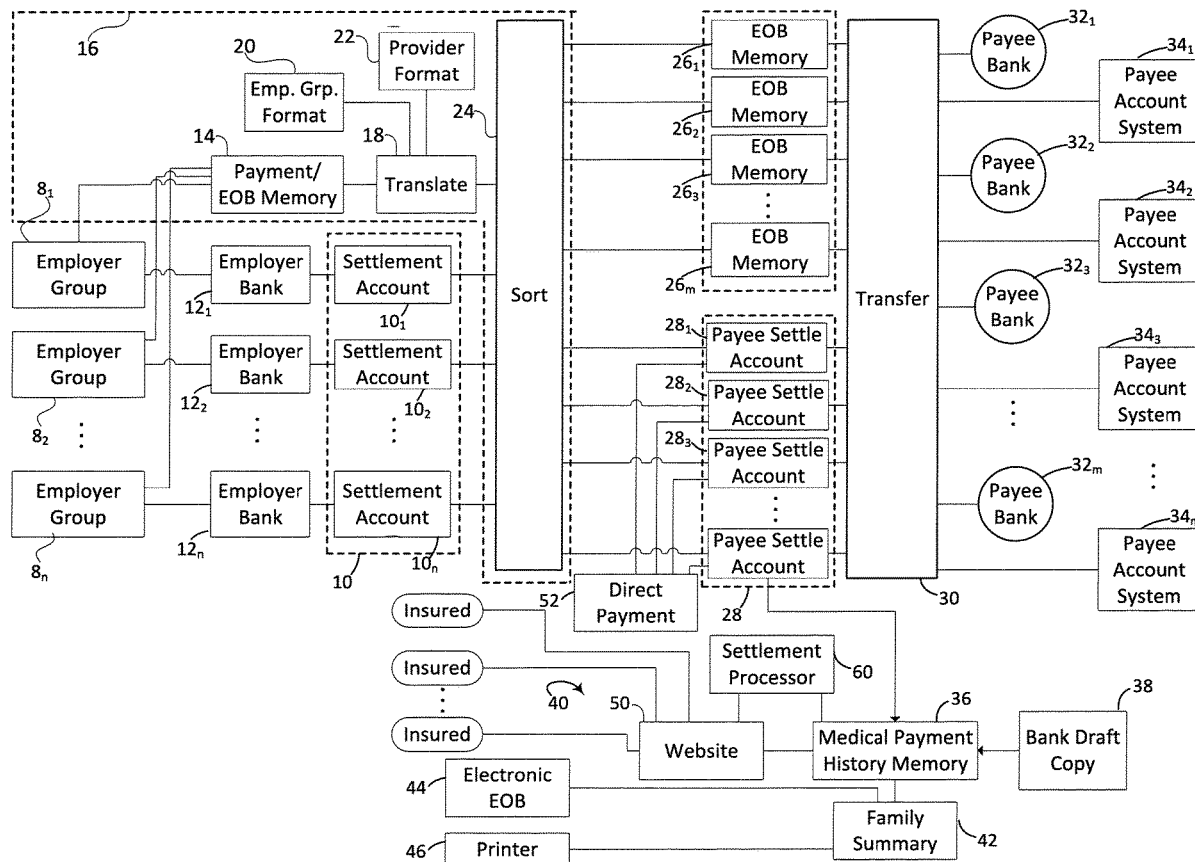 16
20
22
Provider
Format
Emp. Grp.
Format
24
14
18
Payment/
EOB Memory
Translate
8₁
Employer
Group
Employer
Bank
12₁
Settlement
Account
10₁
Employer
Group
8₂
Employer
Bank
12₂
Settlement
Account
10₂
Employer
Group
8ₙ
Employer
Bank
12ₙ
Settlement
Account
10ₙ
10
Sort
EOB
Memory
26₁
EOB
Memory
26₂
EOB
Memory
26₃
EOB
Memory
26ₘ
28₁
Payee Settle
Account
28₂
Payee Settle
Account
28₃
Payee Settle
Account
Payee Settle
Account
28
52
Direct
Payment
Transfer
30
32₁
Payee
Bank
34₁
Payee
Account
System
32₂
Payee
Bank
34₂
Payee
Account
System
32₃
Payee
Bank
34₃
Payee
Account
System
32ₘ
Payee
Bank
34ₙ
Payee
Account
System
Insured
Insured
Insured
40
50
Website
Settlement
Processor
60
36
Medical Payment
History Memory
38
Bank Draft
Copy
44
Electronic
EOB
46
Printer
Family
Summary
42